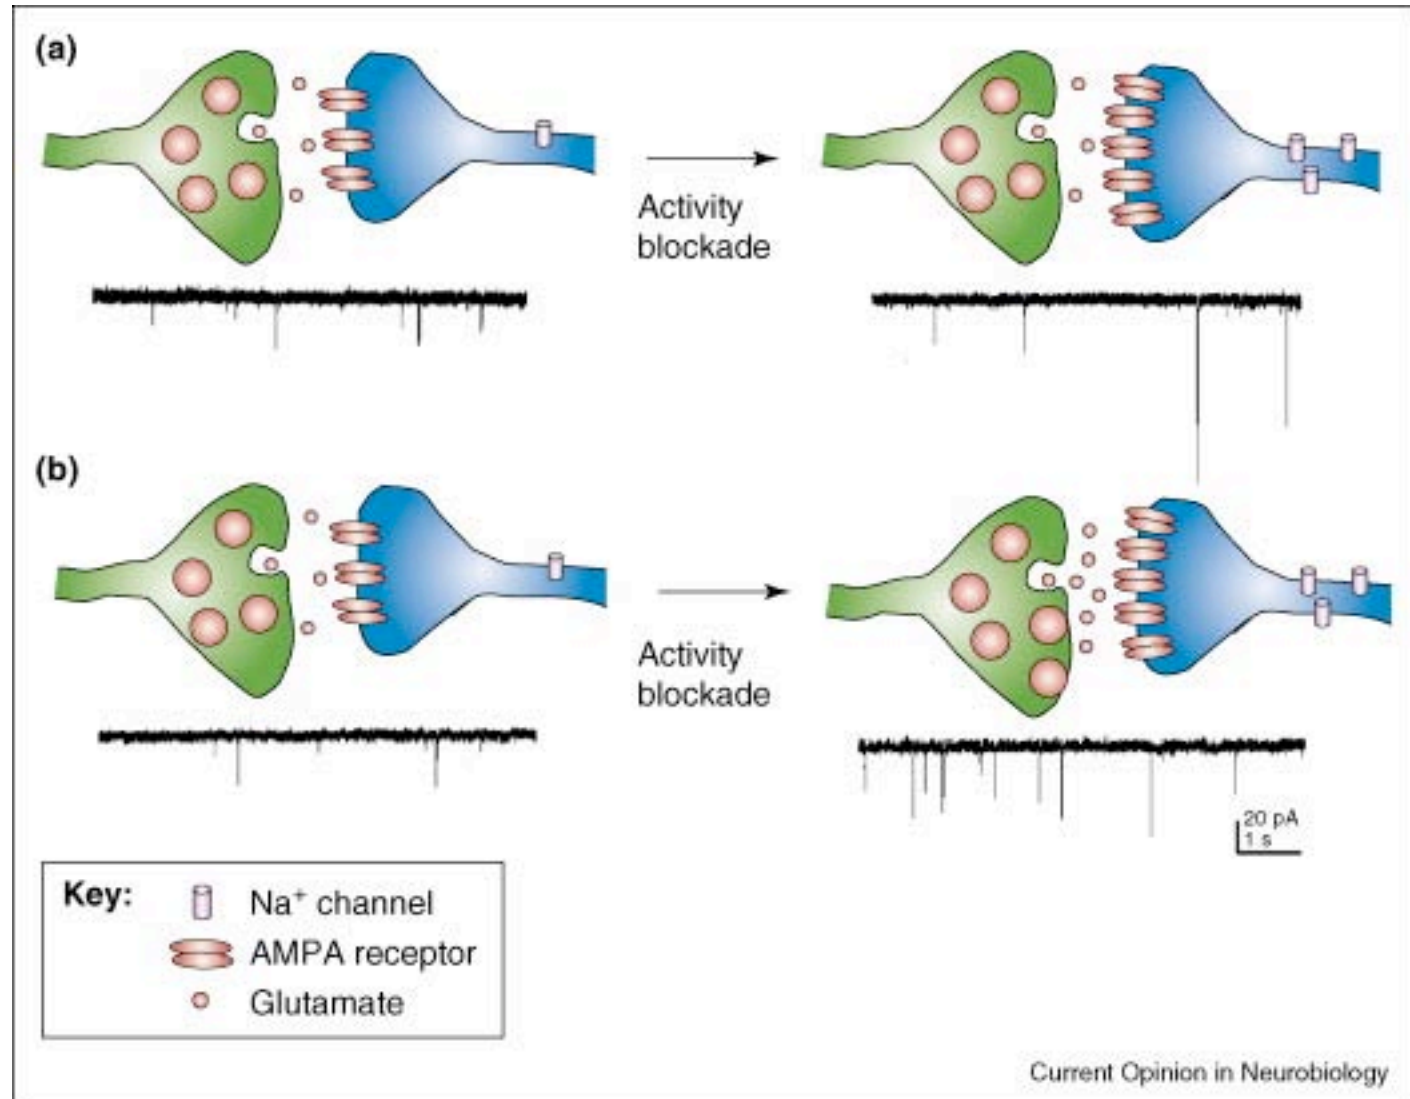 (a)
Activity
blockade
(b)
Activity
blockade
20 pA
1 s
Key:
Na⁺ channel
AMPA receptor
Glutamate
Current Opinion in Neurobiology